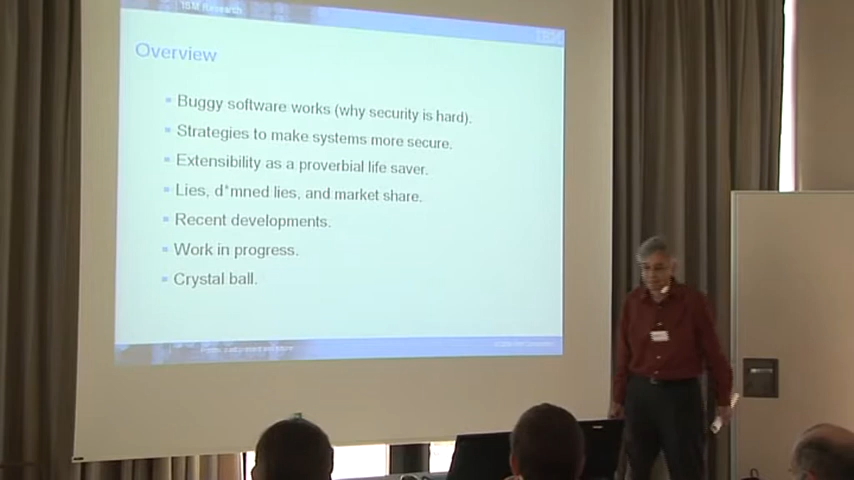 IBM Research
IBM
Overview
Buggy software works (why security is hard).
Strategies to make systems more secure.
Extensibility as a proverbial life saver.
Lies, d*mned lies, and market share.
Recent developments.
Work in progress.
Crystal ball.